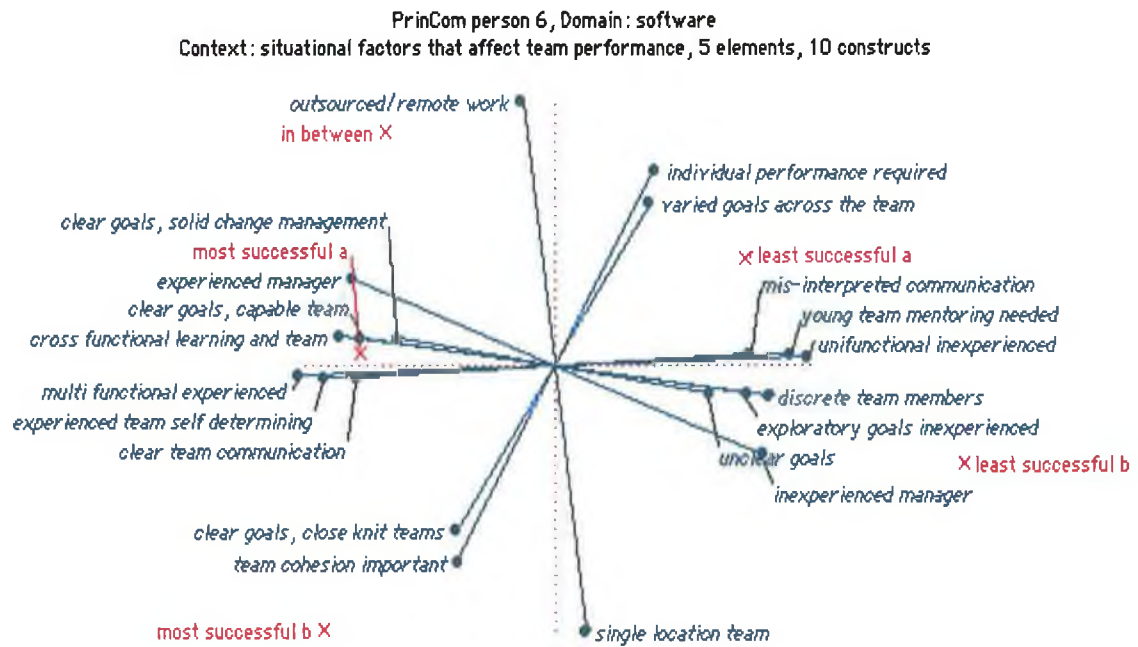 PrinCom person 6, Domain: software
Context: situational factors that affect team performance, 5 elements, 10 constructs
outsourced/remote work
in between
individual performance required
varied goals across the team
clear goals, solid change management
most successful a
least successful a
experienced manager
mis-interpreted communication
clear goals, capable team
young team mentoring needed
cross functional learning and team
unifunctional inexperienced
multi functional experienced
discrete team members
experienced team self determining
exploratory goals inexperienced
clear team communication
unclear goals
least successful b
inexperienced manager
clear goals, close knit teams
team cohesion important
most successful b
single location team